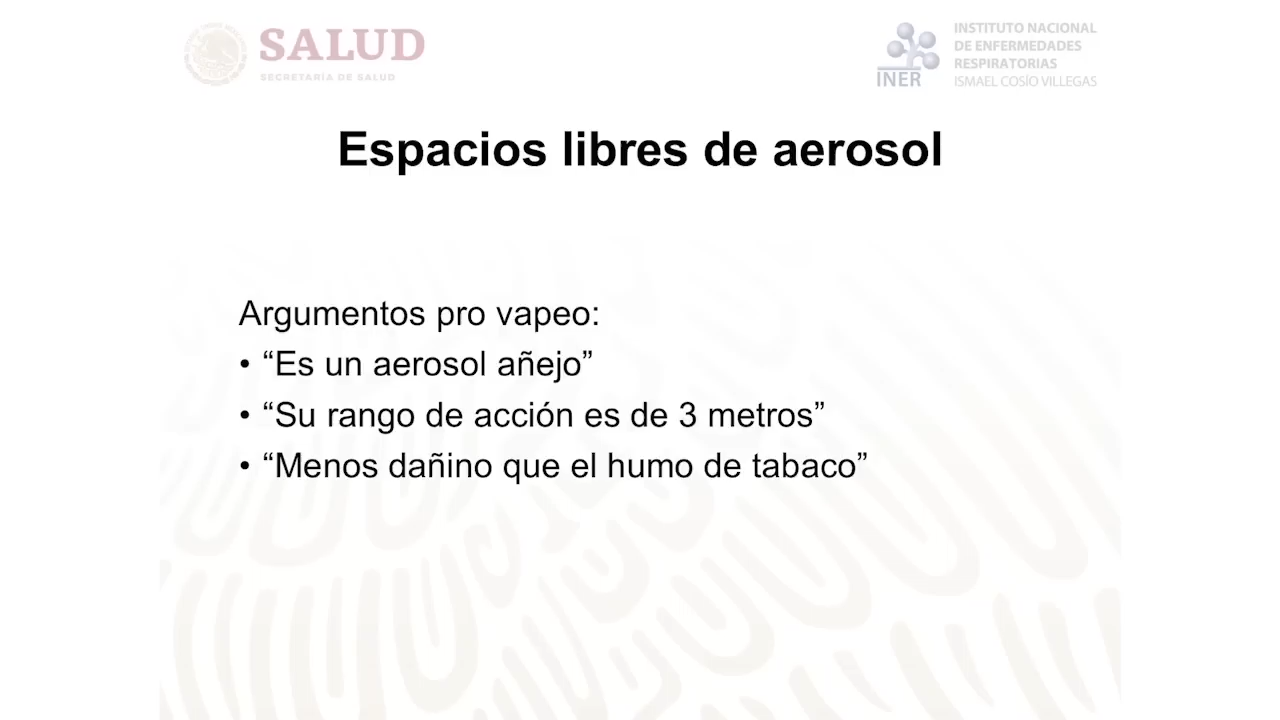 SALUD
SECRETARÍA DE SALUD
INER
INSTITUTO NACIONAL
DE ENFERMEDADES
RESPIRATORIAS
ISMAEL COSÍO VILLEGAS
Espacios libres de aerosol
Argumentos pro vapeo:
• “Es un aerosol añejo”
• “Su rango de acción es de 3 metros”
• “Menos dañino que el humo de tabaco”